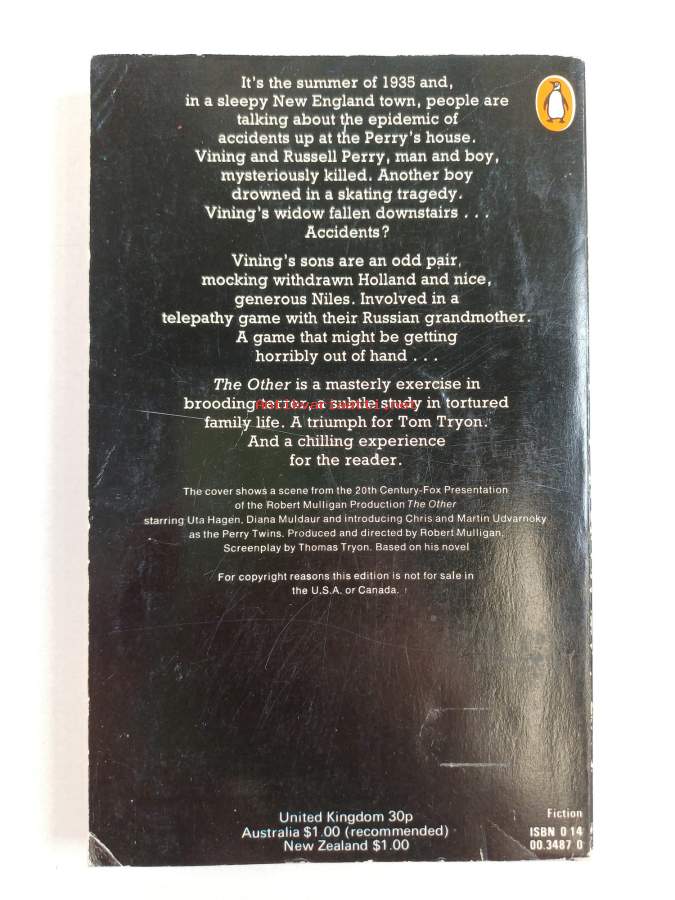 It's the summer of 1935 and,
in a sleepy New England town, people are
talking about the epidemic of
accidents up at the Perry's house.
Vining and Russell Perry, man and boy,
mysteriously killed. Another boy
drowned in a skating tragedy.
Vining's widow fallen downstairs . . .
Accidents?
Vining's sons are an odd pair,
mocking withdrawn Holland and nice,
generous Niles. Involved in a
telepathy game with their Russian grandmother.
A game that might be getting
horribly out of hand . . .
The Other is a masterly exercise in
brooding terror, a subtle study in tortured
family life. A triumph for Tom Tryon.
And a chilling experience
for the reader.
The cover shows a scene from the 20th Century-Fox Presentation
of the Robert Mulligan Production The Other
starring Uta Hagen, Diana Muldaur and introducing Chris and Martin Udvarnoky
as the Perry Twins. Produced and directed by Robert Mulligan,
Screenplay by Thomas Tryon. Based on his novel
For copyright reasons this edition is not for sale in
the U.S.A. or Canada.
United Kingdom 30p
Australia $1.00 (recommended)
New Zealand $1.00
Fiction
ISBN 0 14
00.3487 0